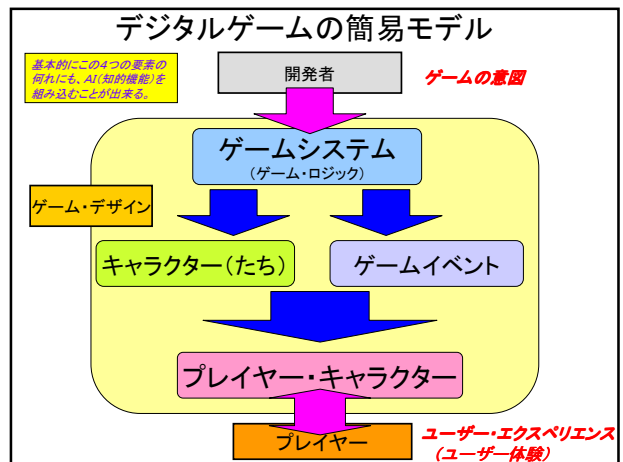 デジタルゲームの簡易モデル
基本的にこの4つの要素の
何れにも、AI(知的機能)を
組み込むことが出来る。
開発者
ゲームの意図
ゲームシステム
(ゲーム・ロジック)
ゲーム・デザイン
キャラクター(たち)
ゲームイベント
プレイヤー・キャラクター
プレイヤー
ユーザー・エクスペリエンス
(ユーザー体験)